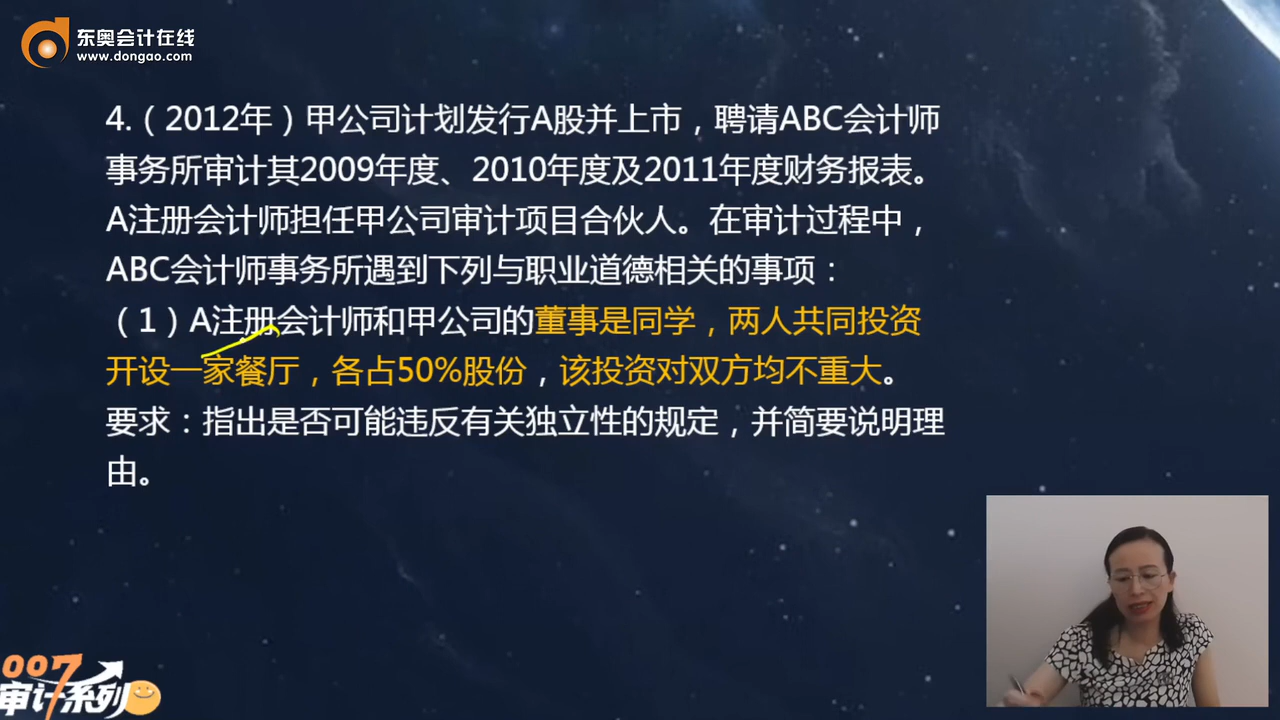 东奥会计在线
www.dongao.com
4.（2012年）甲公司计划发行A股并上市，聘请ABC会计师
事务所审计其2009年度、2010年度及2011年度财务报表。
A注册会计师担任甲公司审计项目合伙人。在审计过程中，
ABC会计师事务所遇到下列与职业道德相关的事项：
（1）A注册会计师和甲公司的董事是同学，两人共同投资
开设一家餐厅，各占50%股份，该投资对双方均不重大。
要求：指出是否可能违反有关独立性的规定，并简要说明理
由。
007
审计系列